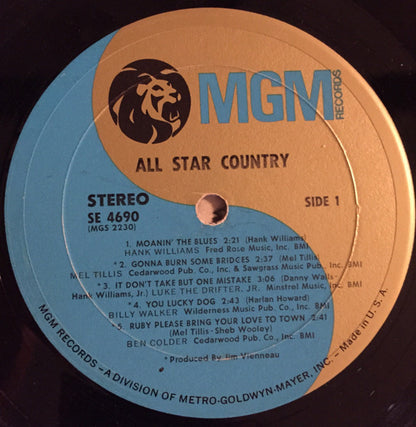 MGM
RECORDS
ALL STAR COUNTRY
STEREO
SE 4690
(MGS 2230)
SIDE 1
1. MOANIN' THE BLUES 2:21 (Hank Williams)
HANK WILLIAMS Fred Rose Music, Inc. BMI
* 2. GONNA BURN SOME BRIDGES 2:37 (Mel Tillis)
MEL TILLIS Cedarwood Pub. Co., Inc. & Sawgrass Music Pub., Inc. BMI
* 3. IT DON'T TAKE BUT ONE MISTAKE 3:06 (Danny Walls-
Hank Williams, Jr.) LUKE THE DRIFTER, JR. Minstrel Music, Inc. BMI
* 4. YOU LUCKY DOG 2:43 (Harlan Howard)
BILLY WALKER Wilderness Music Pub. Co., Inc. BMI
* 5. RUBY PLEASE BRING YOUR LOVE TO TOWN 2:41
(Mel Tillis-Sheb Wooley)
BEN COLDER Cedarwood Pub. Co., Inc. BMI
* Produced By Jim Vienneau
MGM RECORDS - A DIVISION OF METRO-GOLDWYN-MAYER, INC. - Made in U.S.A.